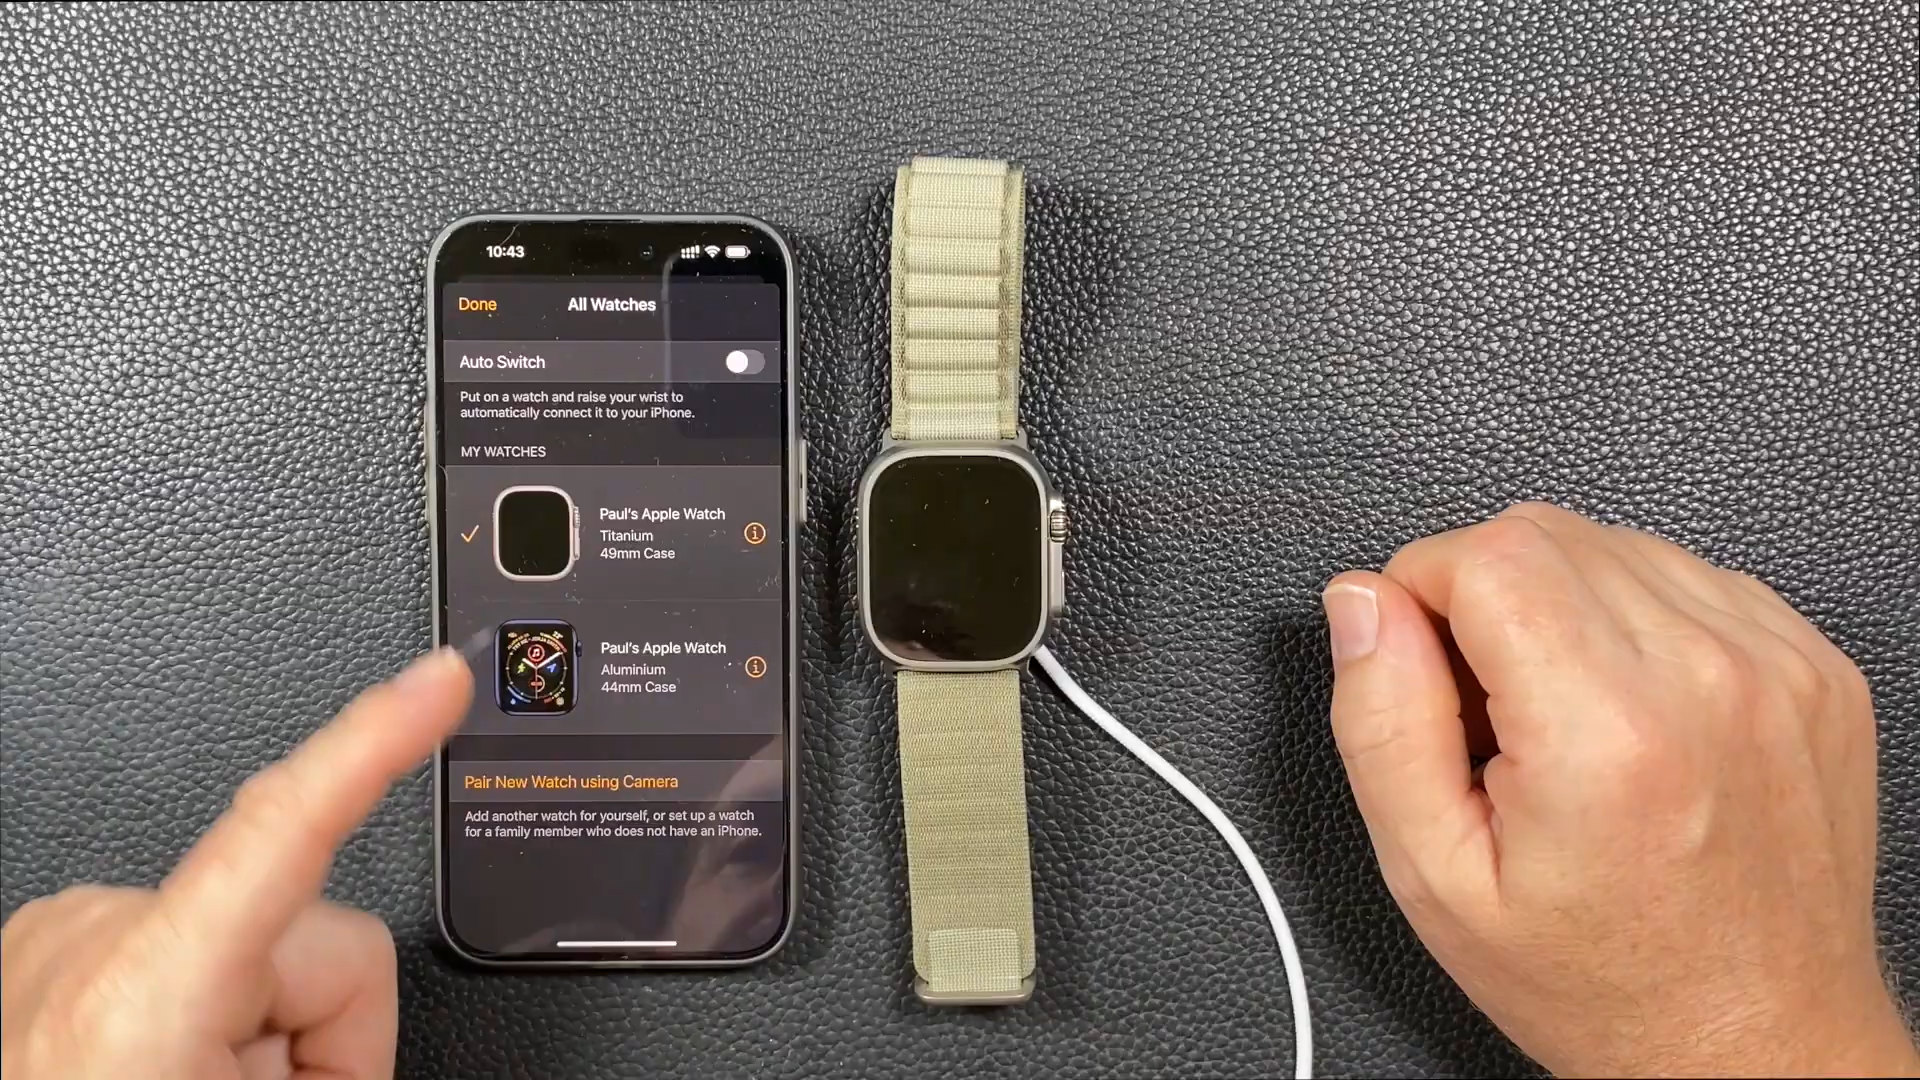 10:43
Done
All Watches
Auto Switch
Put on a watch and raise your wrist to
automatically connect it to your iPhone.
MY WATCHES
Paul's Apple Watch
Titanium
49mm Case
Paul's Apple Watch
Aluminium
44mm Case
Pair New Watch using Camera
Add another watch for yourself, or set up a watch
for a family member who does not have an iPhone.